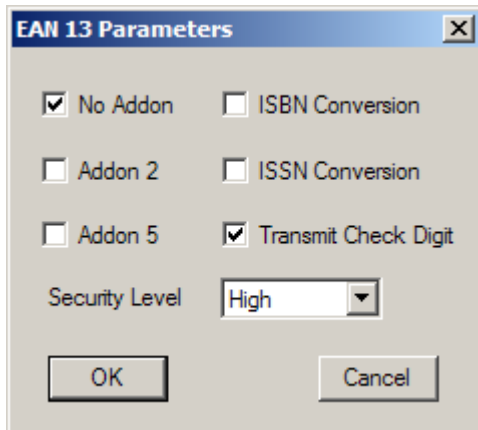 EAN 13 Parameters
No Addon ISBN Conversion
Addon 2 ISSN Conversion
Addon 5 Transmit Check Digit
Security Level High
OK Cancel